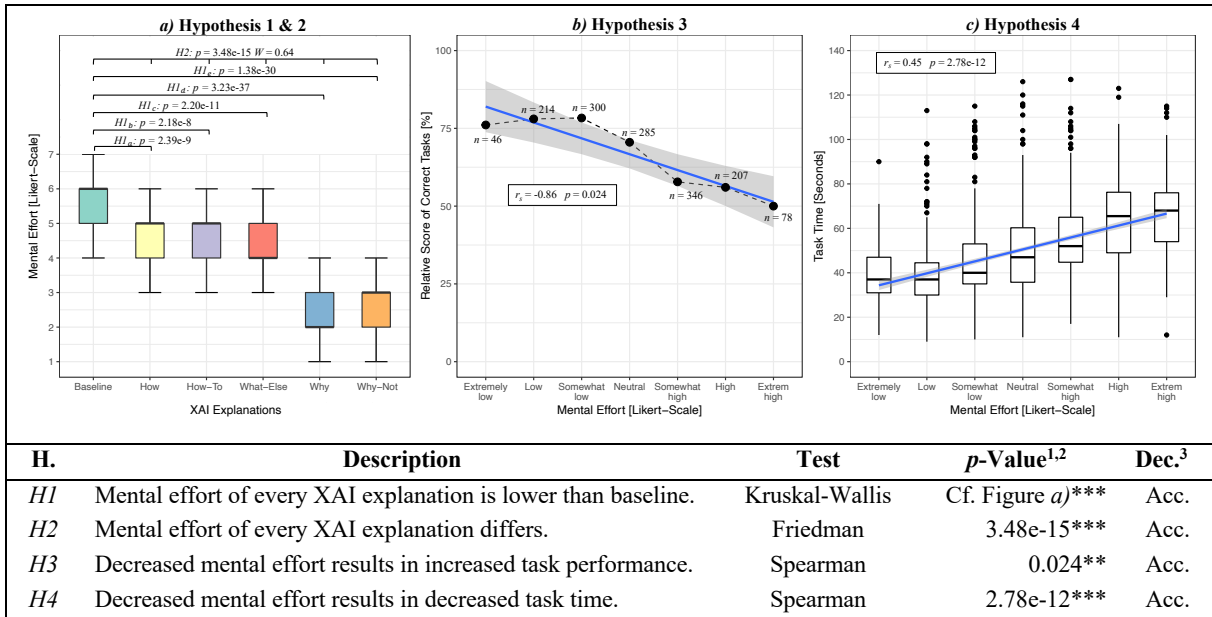 a) Hypothesis 1 & 2
H2: p = 3.48e-15 W = 0.64
H1e: p = 1.38e-30
H1d: p = 3.23e-37
H1c: p = 2.20e-11
H1b: p = 2.18e-8
H1a: p = 2.39e-9
Mental Effort [Likert-Scale]
7
6
5
4
3
2
1
Baseline How How-To What-Else Why Why-Not
XAI Explanations
b) Hypothesis 3
Relative Score of Correct Tasks [%]
100
75
50
25
0
n = 46
n = 214
n = 300
n = 285
n = 346
n = 207
n = 78
rs = -0.86 p = 0.024
Extremely low
Low
Somewhat low
Neutral
Somewhat high
High
Extrem high
Mental Effort [Likert-Scale]
c) Hypothesis 4
rs = 0.45 p = 2.78e-12
Task Time [Seconds]
140
120
100
80
60
40
20
0
Extremely low
Low
Somewhat low
Neutral
Somewhat high
High
Extrem high
Mental Effort [Likert-Scale]
H. Description Test p-Value1,2 Dec.3
H1 Mental effort of every XAI explanation is lower than baseline. Kruskal-Wallis Cf. Figure a)*** Acc.
H2 Mental effort of every XAI explanation differs. Friedman 3.48e-15*** Acc.
H3 Decreased mental effort results in increased task performance. Spearman 0.024** Acc.
H4 Decreased mental effort results in decreased task time. Spearman 2.78e-12*** Acc.